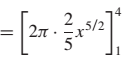 = [2π · 2/5 x^{5/2}]_1^4